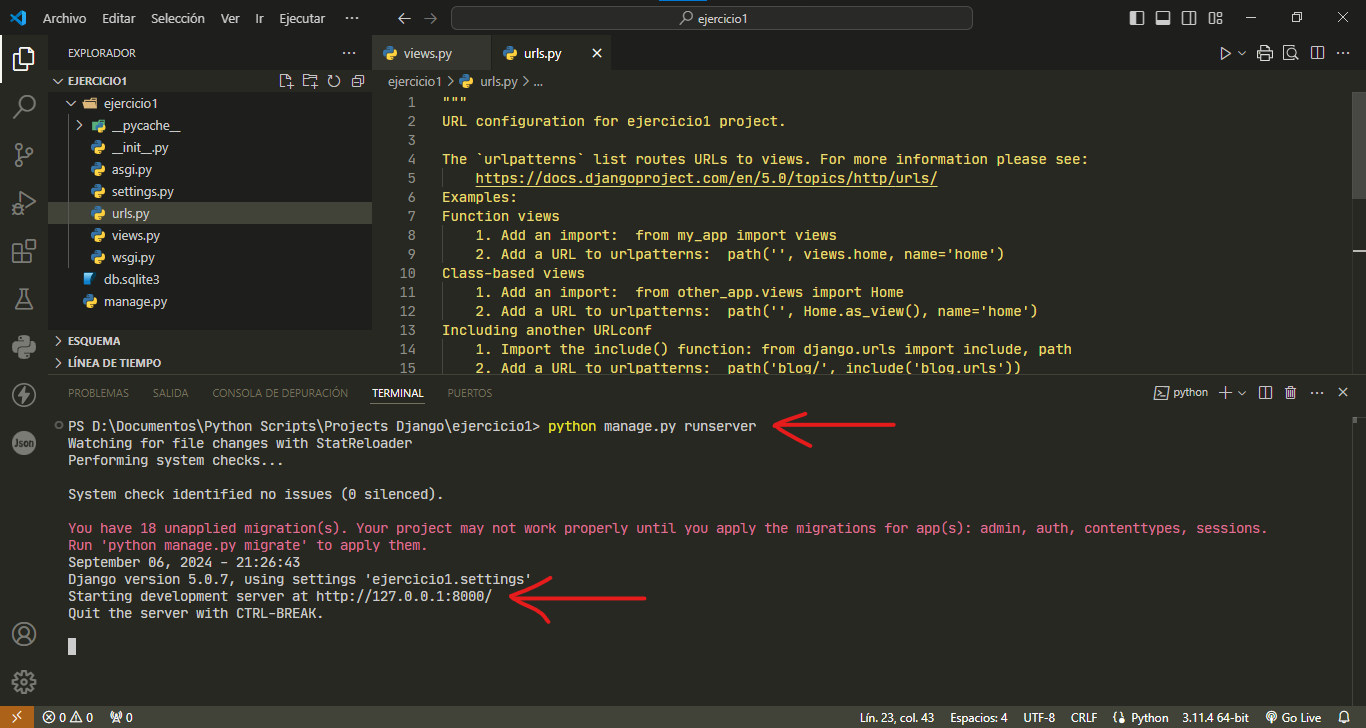 Archivo Editar Selección Ver Ir Ejecutar ··· ejercicio1
EXPLORADOR ···
EJERCICIO1
ejercicio1
__pycache__
__init__.py
asgi.py
settings.py
urls.py
views.py
wsgi.py
db.sqlite3
manage.py
ESQUEMA
LÍNEA DE TIEMPO
Json
views.py urls.py
ejercicio1 > urls.py > ...
1 """
2 URL configuration for ejercicio1 project.
3
4 The `urlpatterns` list routes URLs to views. For more information please see:
5 https://docs.djangoproject.com/en/5.0/topics/http/urls/
6 Examples:
7 Function views
8 1. Add an import:  from my_app import views
9 2. Add a URL to urlpatterns:  path('', views.home, name='home')
10 Class-based views
11 1. Add an import:  from other_app.views import Home
12 2. Add a URL to urlpatterns:  path('', Home.as_view(), name='home')
13 Including another URLconf
14 1. Import the include() function: from django.urls import include, path
15 2. Add a URL to urlpatterns:  path('blog/', include('blog.urls'))
PROBLEMAS SALIDA CONSOLA DE DEPURACIÓN TERMINAL PUERTOS python
PS D:\Documentos\Python Scripts\Projects Django\ejercicio1> python manage.py runserver
Watching for file changes with StatReloader
Performing system checks...
System check identified no issues (0 silenced).
You have 18 unapplied migration(s). Your project may not work properly until you apply the migrations for app(s): admin, auth, contenttypes, sessions.
Run 'python manage.py migrate' to apply them.
September 06, 2024 - 21:26:43
Django version 5.0.7, using settings 'ejercicio1.settings'
Starting development server at http://127.0.0.1:8000/
Quit the server with CTRL-BREAK.
0 0 0 Lín. 23, col. 43 Espacios: 4 UTF-8 CRLF Python 3.11.4 64-bit Go Live